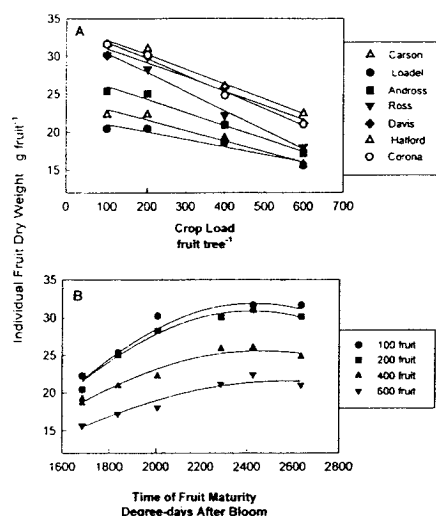 Individual Fruit Dry Weight g fruit⁻¹
A
35
30
25
20
15
0 100 200 300 400 500 600 700
Crop Load
fruit tree⁻¹
Carson
Loadel
Andross
Ross
Davis
Halford
Corona
B
35
30
25
20
15
1600 1800 2000 2200 2400 2600 2800
Time of Fruit Maturity
Degree-days After Bloom
100 fruit
200 fruit
400 fruit
600 fruit